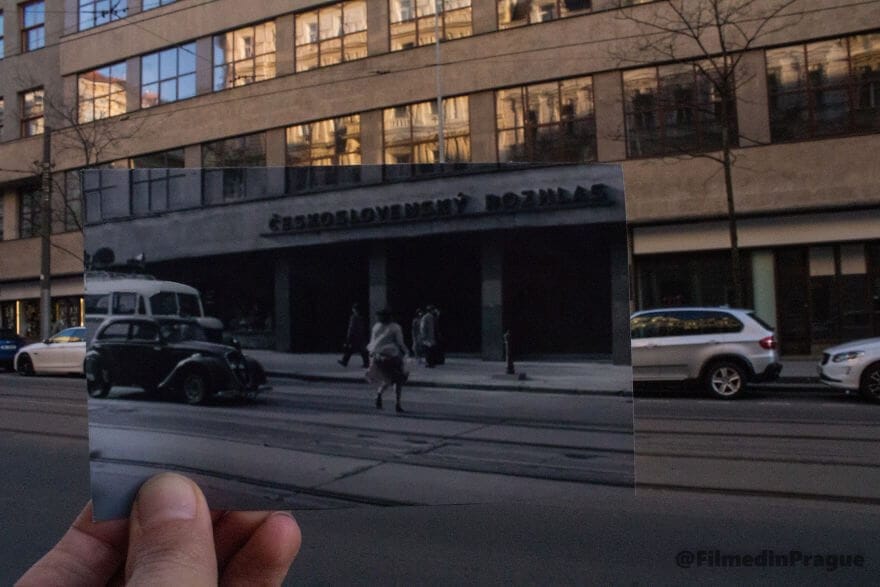 ČESKOSLOVENSKÝ ROZHLAS
@FilmedInPrague